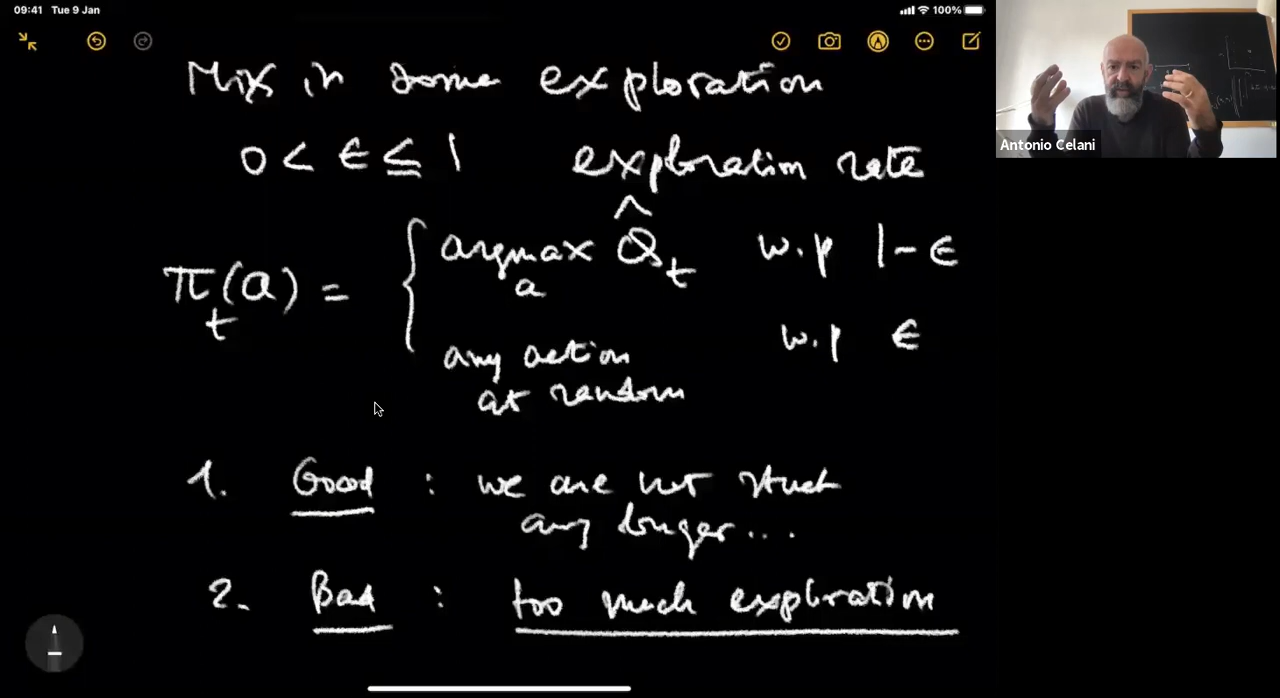 09:41 Tue 9 Jan
100%
Mix in some exploration
0 < ϵ ≤ 1 exploration rate
π_t(a) = { argmax_a Q̂_t w.p 1-ϵ
any action at random w.p ϵ
1. Good : we are not stuck
any longer...
2. Bad : too much exploration
Antonio Celani